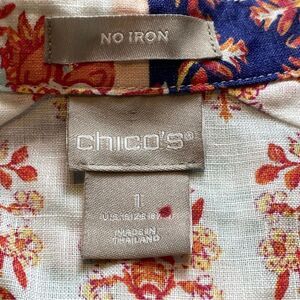 NO IRON
chico's®
1
MADE IN
THAILAND